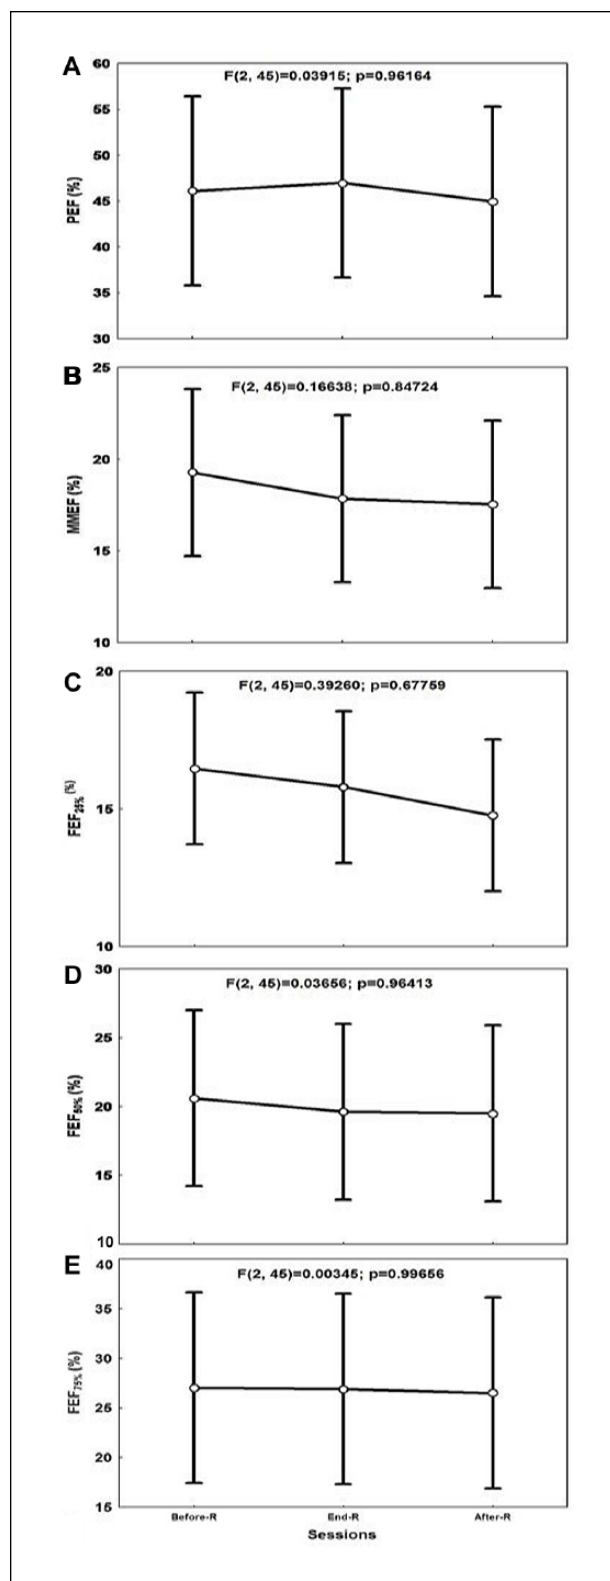 A
F(2, 45)=0.03915; p=0.96164
PEF (%)
60
55
50
45
40
35
30
B
F(2, 45)=0.16638; p=0.84724
MMEF (%)
25
20
15
10
C
F(2, 45)=0.39260; p=0.67759
FEF25% (%)
20
15
10
D
F(2, 45)=0.03656; p=0.96413
FEF50% (%)
30
25
20
15
10
E
F(2, 45)=0.00345; p=0.99656
FEF75% (%)
40
35
30
25
20
15
Before-R End-R After-R
Sessions